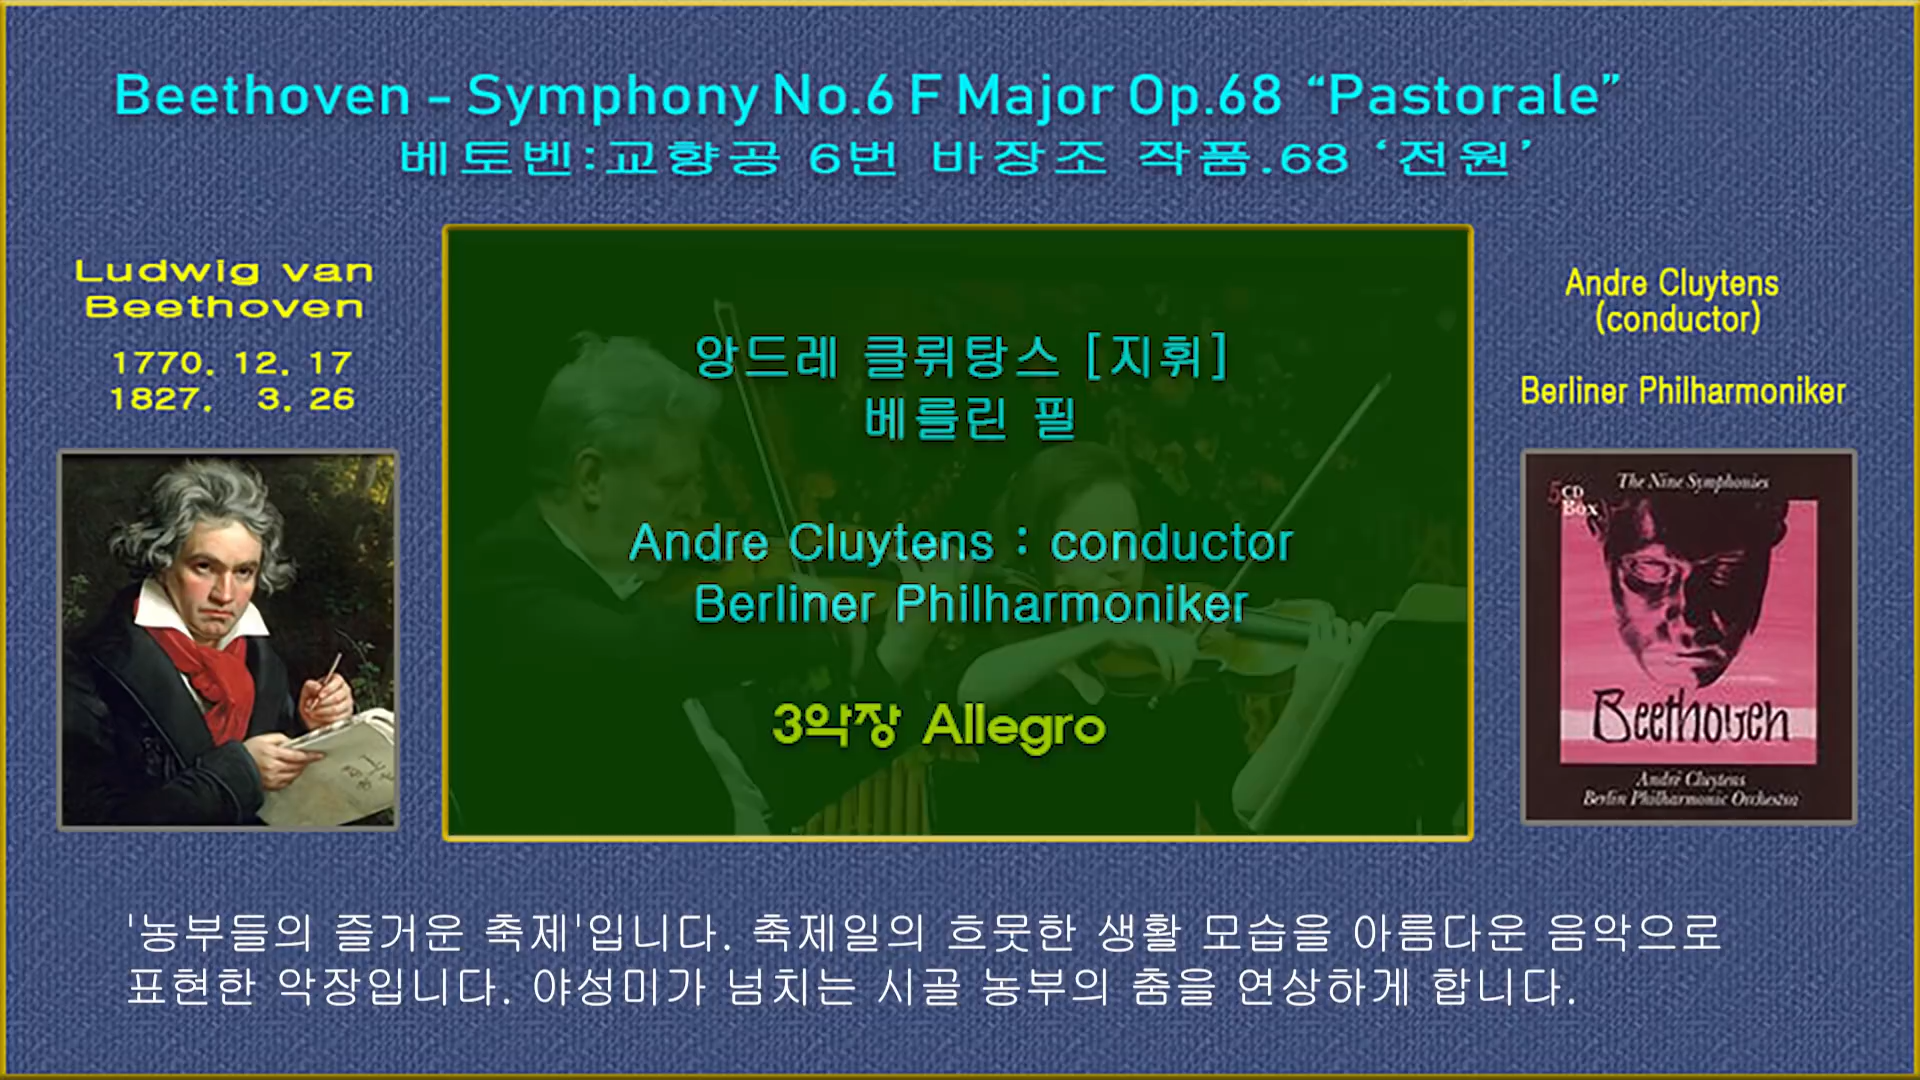 Beethoven - Symphony No.6 F Major Op.68 “Pastorale”
베토벤:교향곡 6번 바장조 작품.68 ‘전원’
Ludwig van
Beethoven
1770. 12. 17
1827. 3. 26
앙드레 클뤼탕스 [지휘]
베를린 필
Andre Cluytens : conductor
Berliner Philharmoniker
3악장 Allegro
Andre Cluytens
(conductor)
Berliner Philharmoniker
The Nine Symphonies
5CD
Box
Beethoven
André Cluytens
Berlin Philharmonic Orchestra
'농부들의 즐거운 축제'입니다. 축제일의 흐뭇한 생활 모습을 아름다운 음악으로
표현한 악장입니다. 야성미가 넘치는 시골 농부의 춤을 연상하게 합니다.